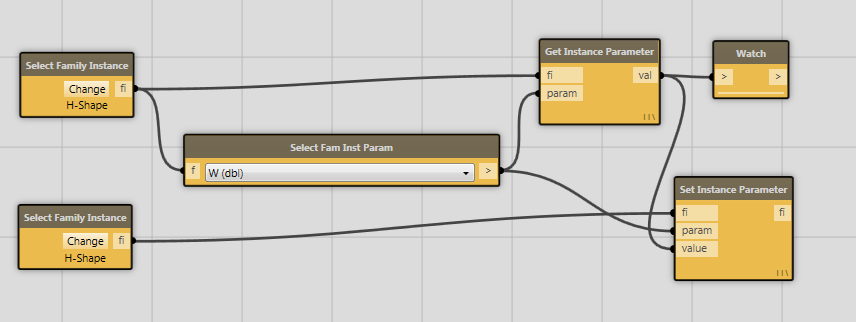 Select Family Instance
Change fi
H-Shape
Select Fam Inst Param
f W (dbl) >
Get Instance Parameter
fi val
param
| | \
Watch
> >
Select Family Instance
Change fi
H-Shape
Set Instance Parameter
fi fi
param
value
| | \